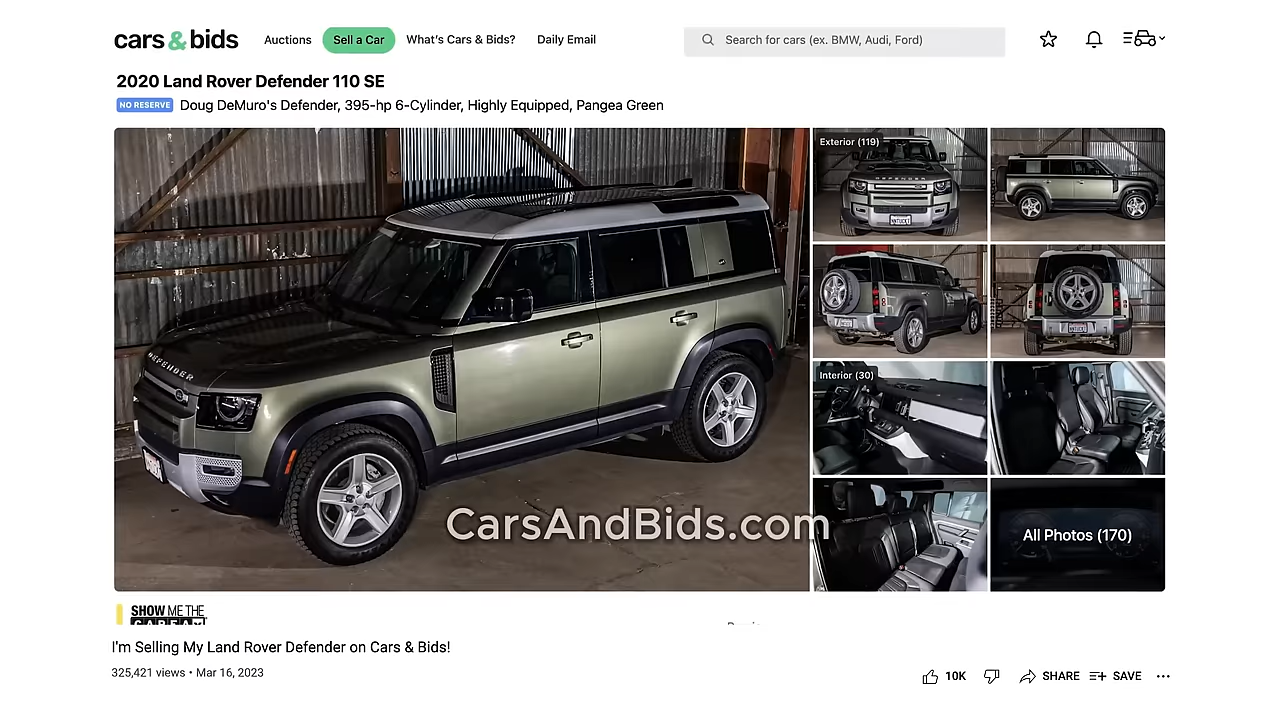 cars & bids
Auctions
Sell a Car
What's Cars & Bids?
Daily Email
Search for cars (ex. BMW, Audi, Ford)
2020 Land Rover Defender 110 SE
NO RESERVE Doug DeMuro's Defender, 395-hp 6-Cylinder, Highly Equipped, Pangea Green
Exterior (119)
DEFENDER
DEFENDER
Interior (30)
CarsAndBids.com
All Photos (170)
SHOW ME THE
CARFAX
I'm Selling My Land Rover Defender on Cars & Bids!
325,421 views • Mar 16, 2023
10K
SHARE
SAVE